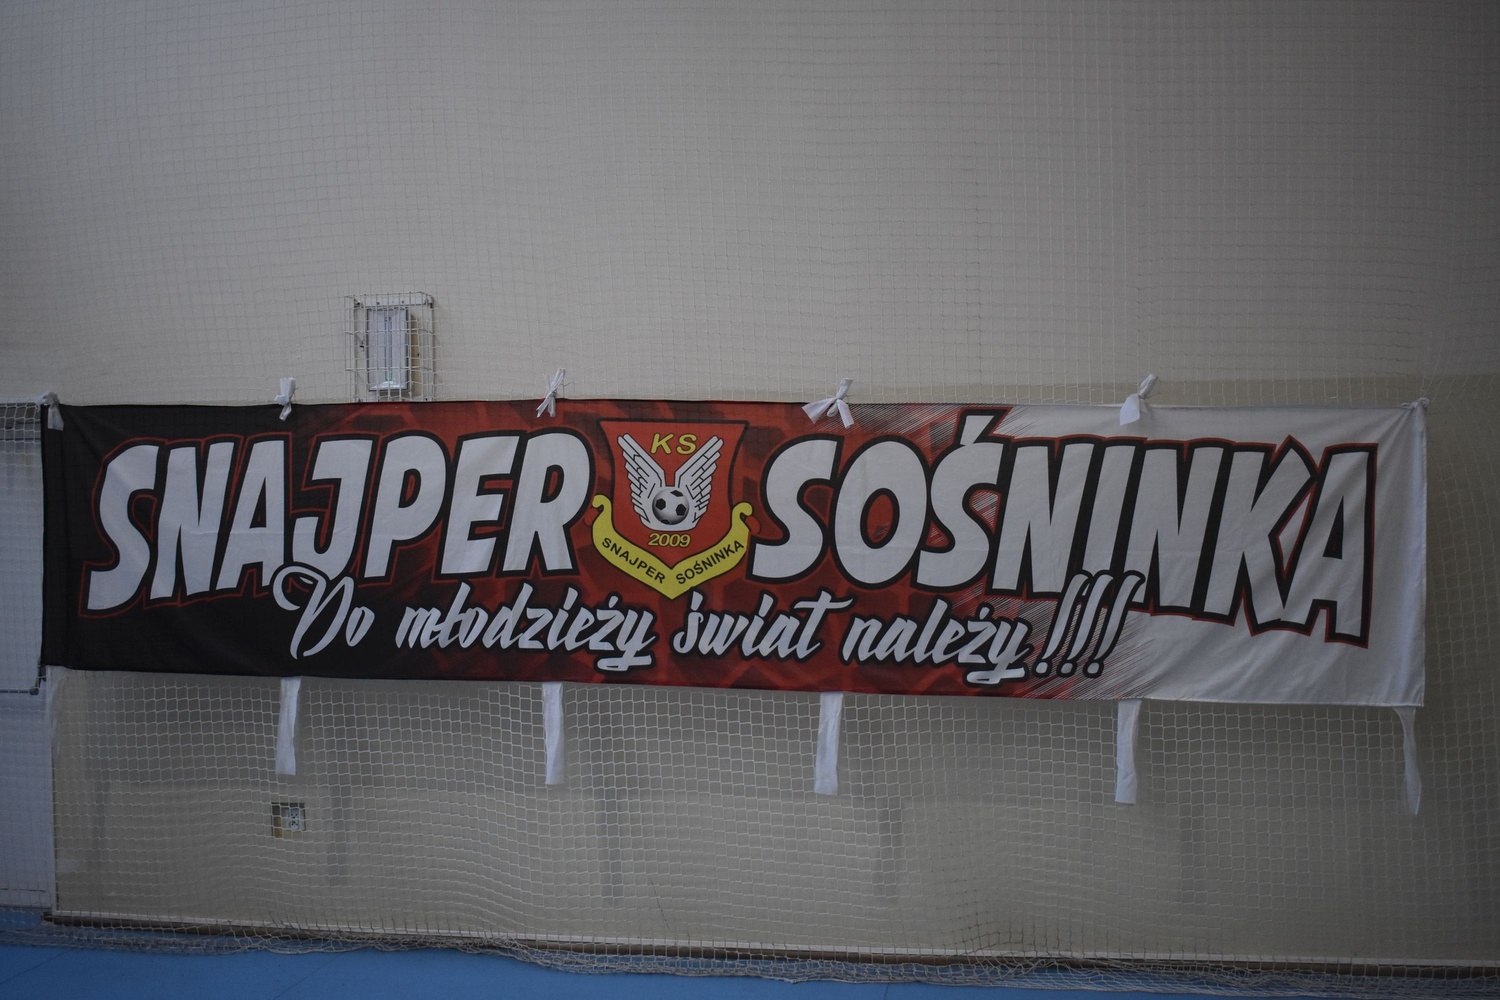 SNAJPER SOŚNINKA
KS
2009
SNAJPER SOŚNINKA
Do młodzieży świat należy!!!